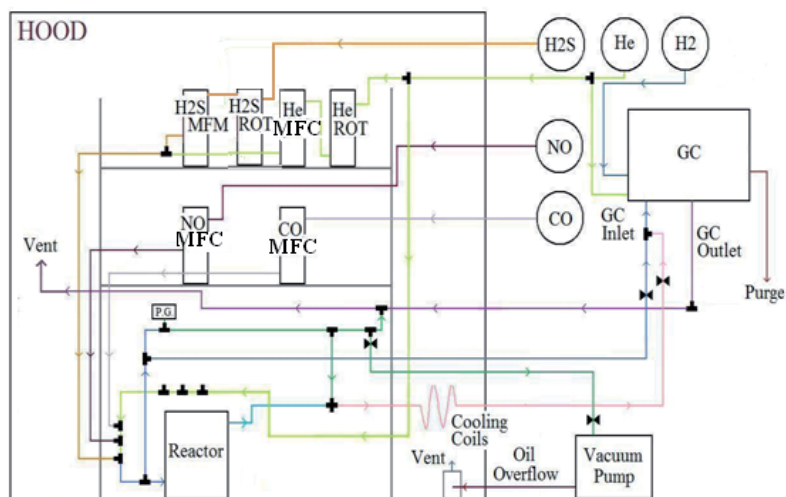 HOOD
H2S
He
H2
H2S
MFM
H2S
ROT
He
MFC
He
ROT
NO
GC
NO
MFC
CO
MFC
CO
GC
Inlet
GC
Outlet
Vent
Purge
P.G
Reactor
Cooling
Coils
Vent
Oil
Overflow
Vacuum
Pump